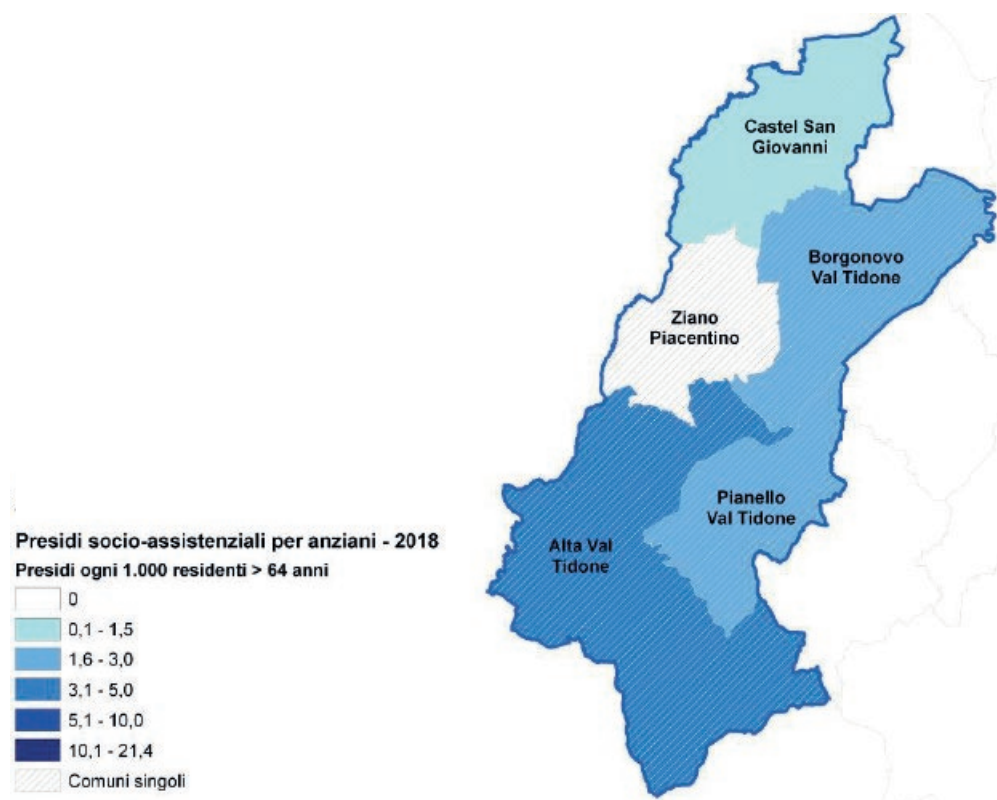 Castel San
Giovanni
Borgonovo
Val Tidone
Ziano
Piacentino
Pianello
Val Tidone
Alta Val
Tidone
Presidi socio-assistenziali per anziani - 2018
Presidi ogni 1.000 residenti > 64 anni
0
0,1 - 1,5
1,6 - 3,0
3,1 - 5,0
5,1 - 10,0
10,1 - 21,4
Comuni singoli